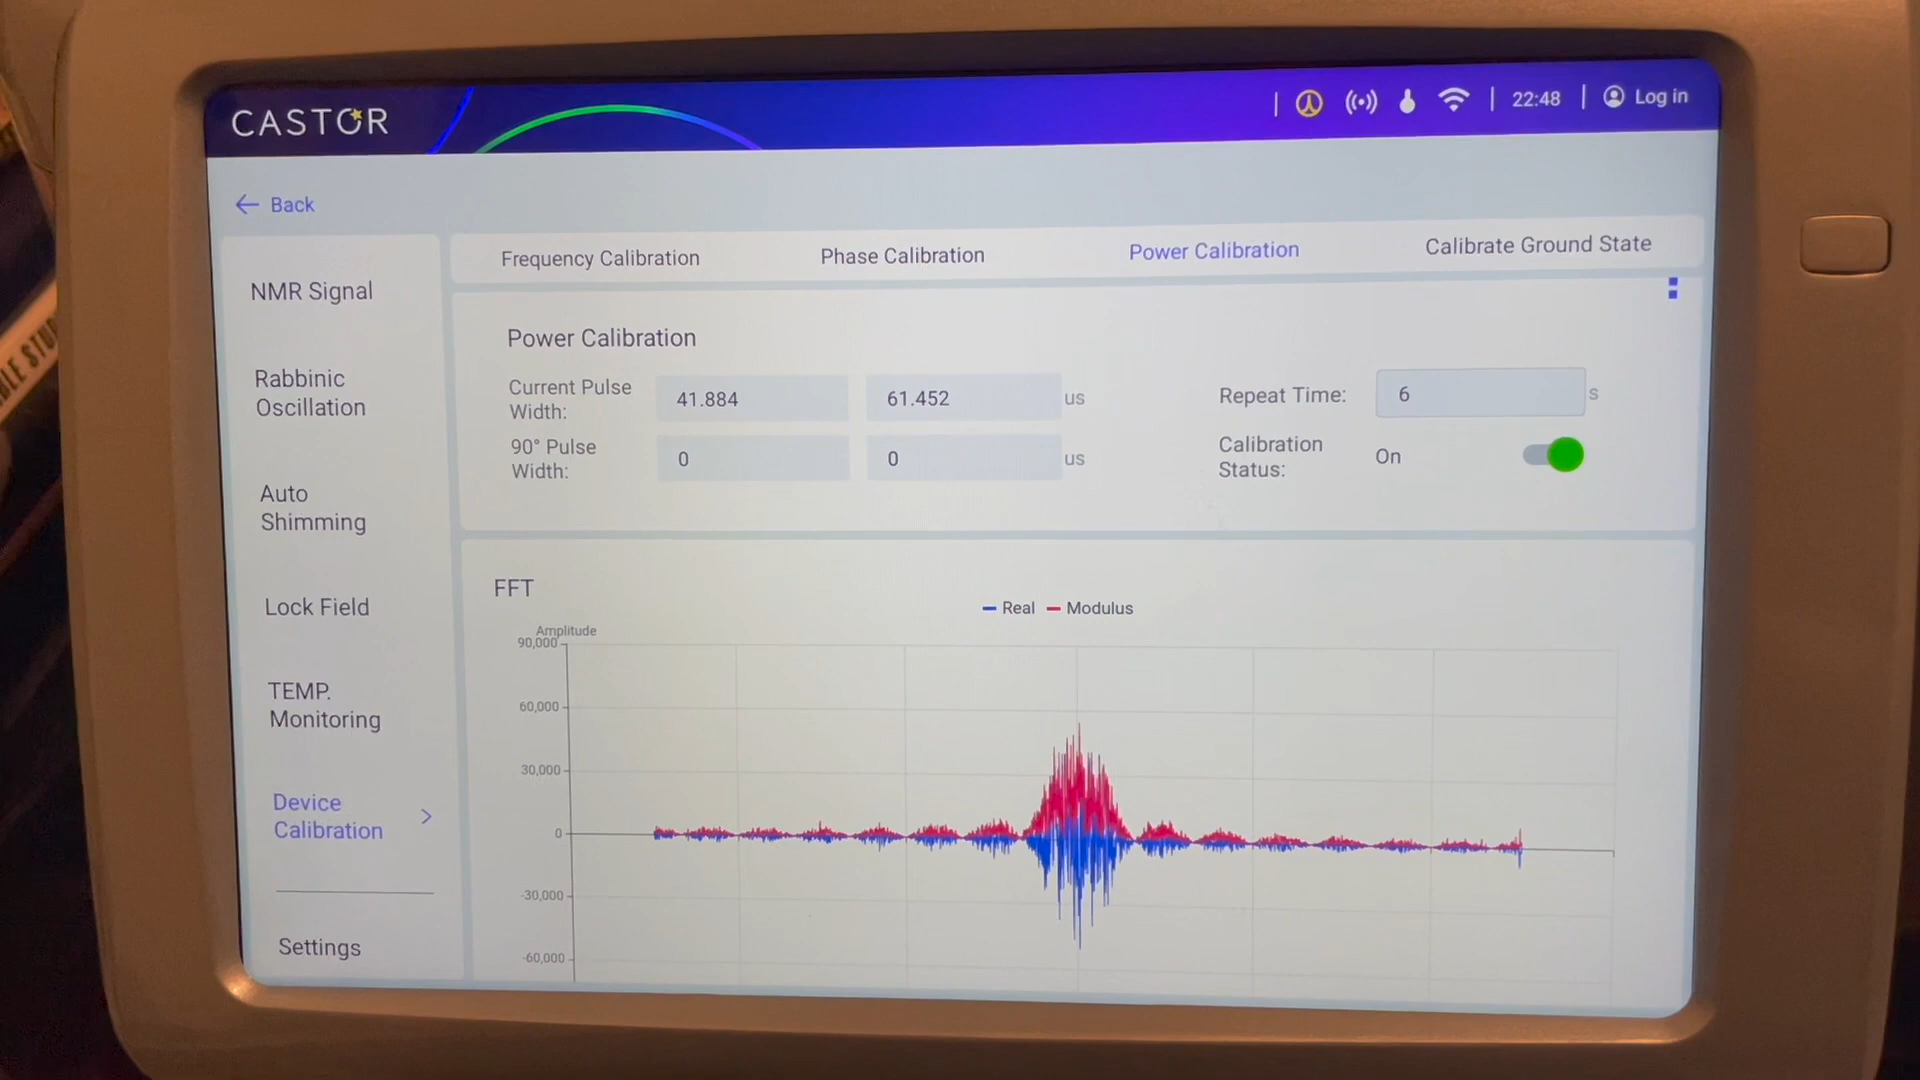 CASTOR
22:48
Log in
Back
NMR Signal
Rabbinic
Oscillation
Auto
Shimming
Lock Field
TEMP.
Monitoring
Device
Calibration
Settings
Frequency Calibration
Phase Calibration
Power Calibration
Calibrate Ground State
Power Calibration
Current Pulse
Width:
41.884
61.452
us
90° Pulse
Width:
0
0
us
Repeat Time:
6
s
Calibration
Status:
On
FFT
Real
Modulus
Amplitude
90,000
60,000
30,000
0
-30,000
-60,000